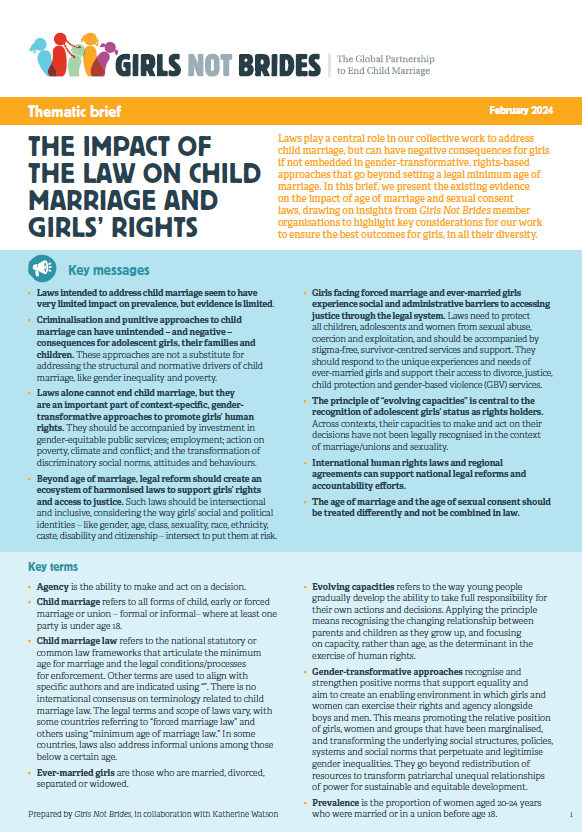 GIRLS NOT BRIDES
The Global Partnership
to End Child Marriage
Thematic brief
February 2024
THE IMPACT OF
THE LAW ON CHILD
MARRIAGE AND
GIRLS' RIGHTS
Laws play a central role in our collective work to address
child marriage, but can have negative consequences for girls
if not embedded in gender-transformative, rights-based
approaches that go beyond setting a legal minimum age of
marriage. In this brief, we present the existing evidence
on the impact of age of marriage and sexual consent
laws, drawing on insights from Girls Not Brides member
organisations to highlight key considerations for our work
to ensure the best outcomes for girls, in all their diversity.
Key messages
• Laws intended to address child marriage seem to have
very limited impact on prevalence, but evidence is limited.
• Criminalisation and punitive approaches to child
marriage can have unintended – and negative –
consequences for adolescent girls, their families and
children. These approaches are not a substitute for
addressing the structural and normative drivers of child
marriage, like gender inequality and poverty.
• Laws alone cannot end child marriage, but they
are an important part of context-specific, gender-
transformative approaches to promote girls' human
rights. They should be accompanied by investment in
gender-equitable public services; employment; action on
poverty, climate and conflict; and the transformation of
discriminatory social norms, attitudes and behaviours.
• Beyond age of marriage, legal reform should create an
ecosystem of harmonised laws to support girls' rights
and access to justice. Such laws should be intersectional
and inclusive, considering the way girls' social and political
identities – like gender, age, class, sexuality, race, ethnicity,
caste, disability and citizenship – intersect to put them at risk.
• Girls facing forced marriage and ever-married girls
experience social and administrative barriers to accessing
justice through the legal system. Laws need to protect
all children, adolescents and women from sexual abuse,
coercion and exploitation, and should be accompanied by
stigma-free, survivor-centred services and support. They
should respond to the unique experiences and needs of
ever-married girls and support their access to divorce, justice,
child protection and gender-based violence (GBV) services.
• The principle of "evolving capacities" is central to the
recognition of adolescent girls' status as rights holders.
Across contexts, their capacities to make and act on their
decisions have not been legally recognised in the context
of marriage/unions and sexuality.
• International human rights laws and regional
agreements can support national legal reforms and
accountability efforts.
• The age of marriage and the age of sexual consent should
be treated differently and not be combined in law.
Key terms
• Agency is the ability to make and act on a decision.
• Child marriage refers to all forms of child, early or forced
marriage or union – formal or informal– where at least one
party is under age 18.
• Child marriage law refers to the national statutory or
common law frameworks that articulate the minimum
age for marriage and the legal conditions/processes
for enforcement. Other terms are used to align with
specific authors and are indicated using "". There is no
international consensus on terminology related to child
marriage law. The legal terms and scope of laws vary, with
some countries referring to "forced marriage law" and
others using "minimum age of marriage law." In some
countries, laws also address informal unions among those
below a certain age.
• Ever-married girls are those who are married, divorced,
separated or widowed.
• Evolving capacities refers to the way young people
gradually develop the ability to take full responsibility for
their own actions and decisions. Applying the principle
means recognising the changing relationship between
parents and children as they grow up, and focusing
on capacity, rather than age, as the determinant in the
exercise of human rights.
• Gender-transformative approaches recognise and
strengthen positive norms that support equality and
aim to create an enabling environment in which girls and
women can exercise their rights and agency alongside
boys and men. This means promoting the relative position
of girls, women and groups that have been marginalised,
and transforming the underlying social structures, policies,
systems and social norms that perpetuate and legitimise
gender inequalities. They go beyond redistribution of
resources to transform patriarchal unequal relationships
of power for sustainable and equitable development.
• Prevalence is the proportion of women aged 20-24 years
who were married or in a union before age 18.
Prepared by Girls Not Brides, in collaboration with Katherine Watson
1